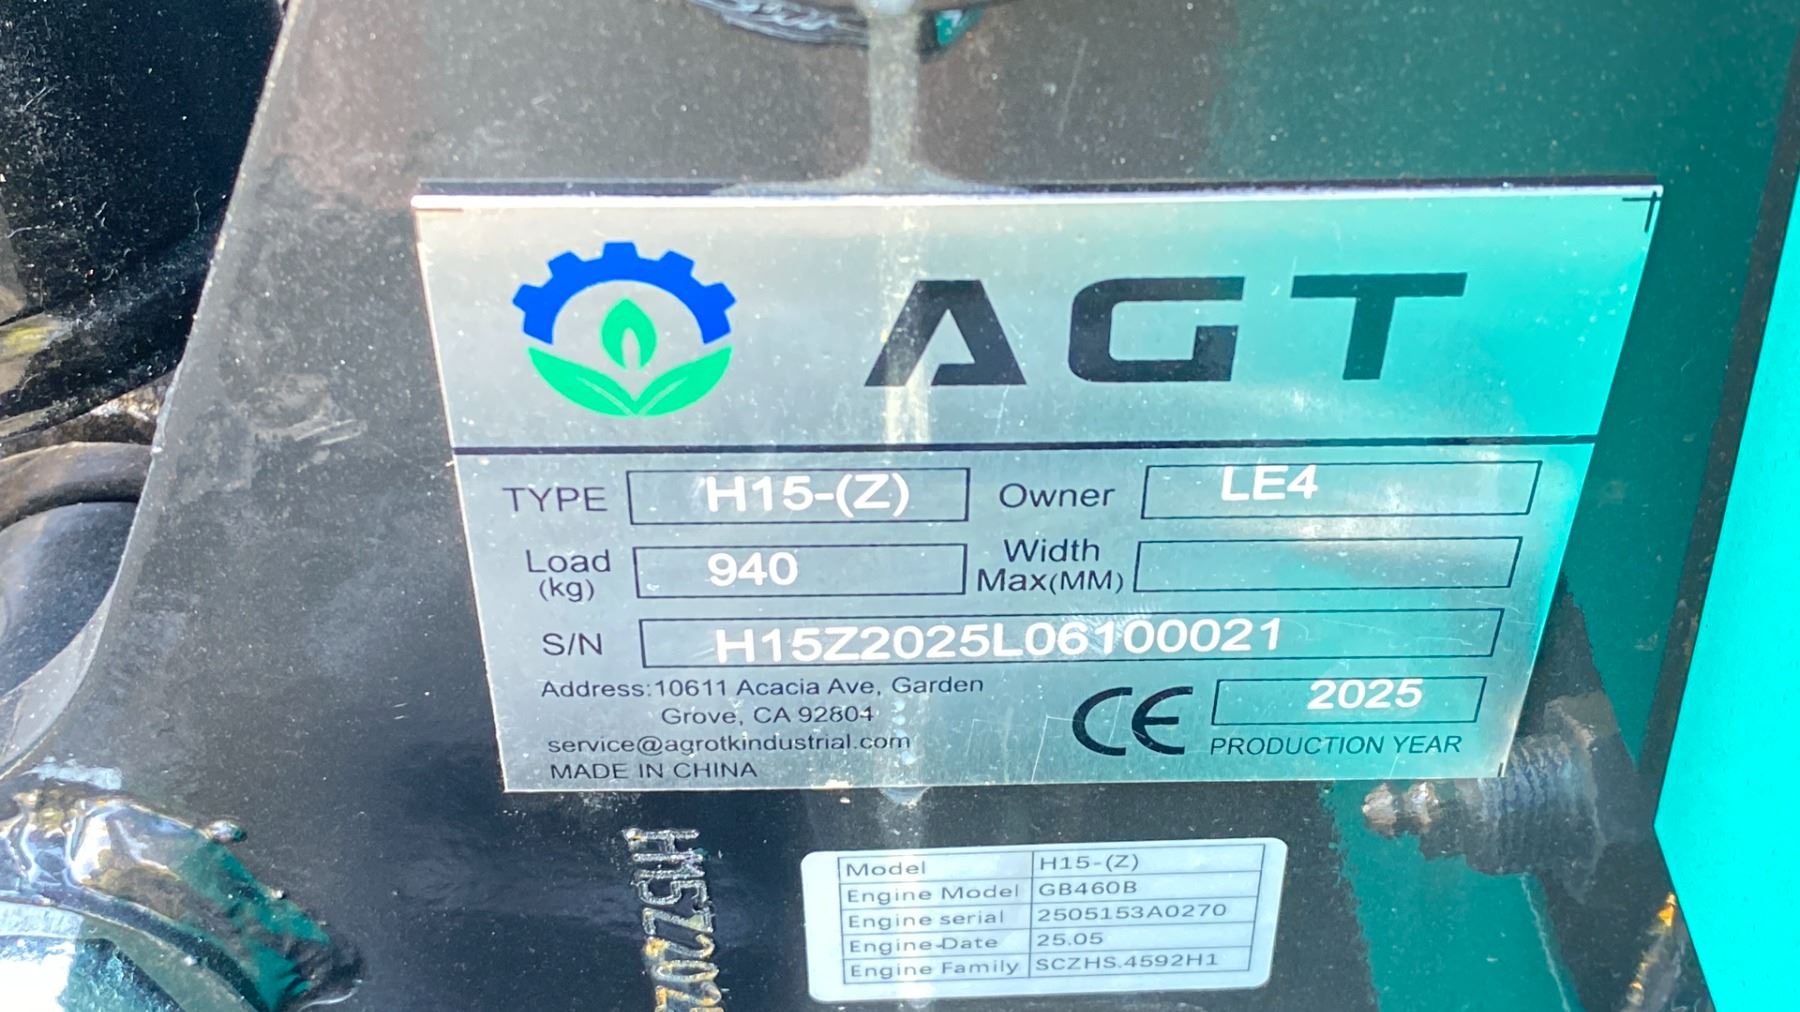 AGT
TYPE H15-(Z) Owner LE4
Load (kg) 940 Width Max(MM)
S/N H15Z2025L06100021
Address:10611 Acacia Ave, Garden
Grove, CA 92804
service@agrotkindustrial.com
MADE IN CHINA
CE 2025
PRODUCTION YEAR
H15Z202
Model H15-(Z)
Engine Model GB460B
Engine serial 2505153A0270
Engine-Date 25.05
Engine Family SCZHS.4592H1